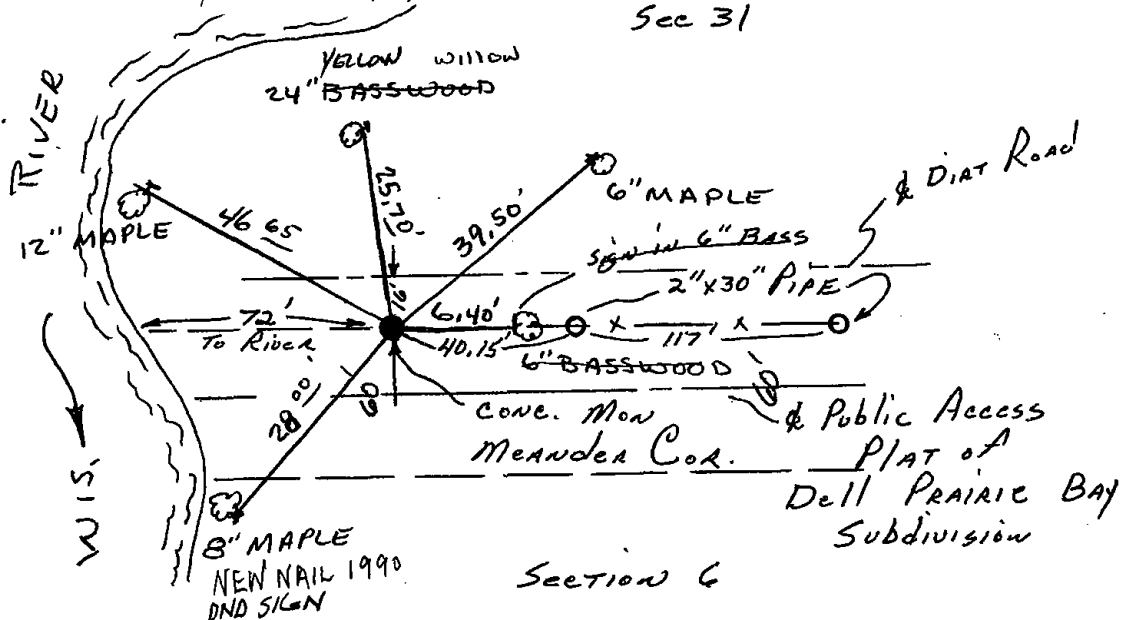 Sec 31
YELLOW WILLOW
24" BASSWOOD
RIVER
WIS.
12" MAPLE
46 65
25.70'
39.50'
6" MAPLE
℄ DIRT ROAD
SIGN IN 6" BASS
2"X30" PIPE
16'
72'
TO RIVER
6.40'
40.15'
X
117'
X
6" BASSWOOD
28 00'
60
CONC. MON
MEANDER COR.
℄ Public Access
PLAT of
Dell PRAIRIE BAY
Subdivision
8" MAPLE
NEW NAIL 1990
DND SIGN
SECTION 6